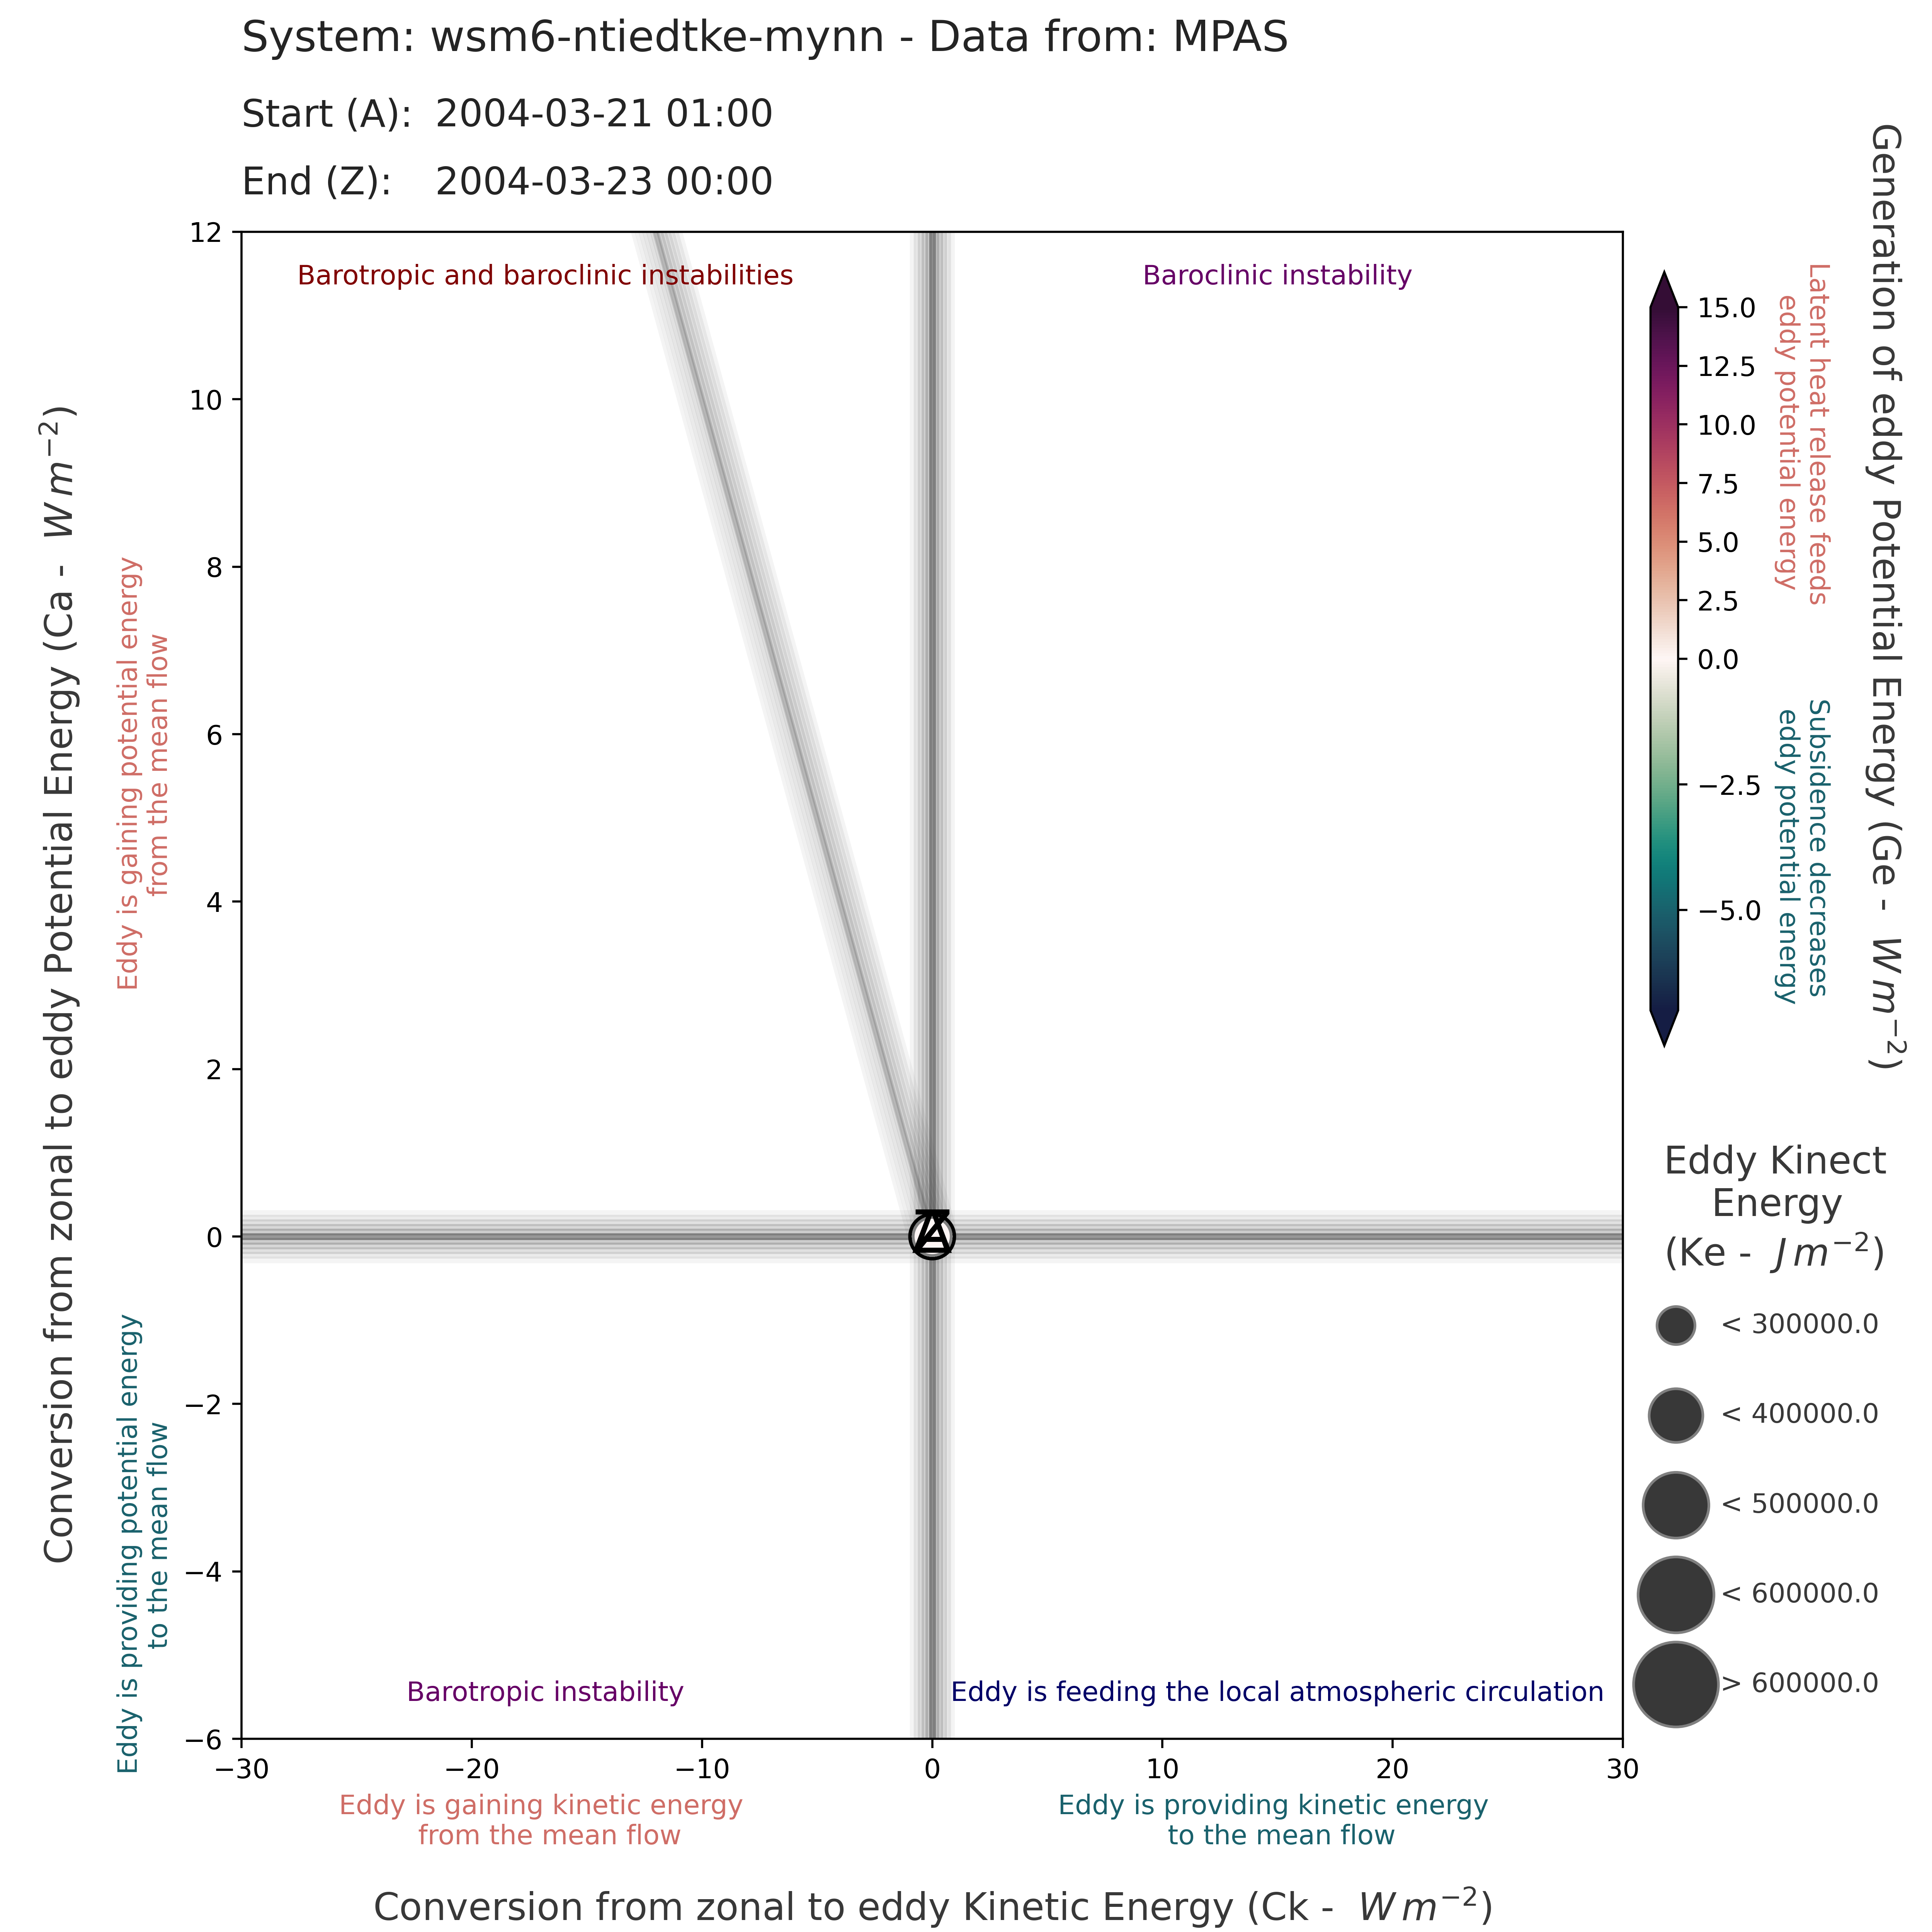 System: wsm6-ntiedtke-mynn - Data from: MPAS
Start (A): 2004-03-21 01:00
End (Z): 2004-03-23 00:00
Conversion from zonal to eddy Potential Energy (Ca - W m⁻²)
Eddy is gaining potential energy
from the mean flow
Eddy is providing potential energy
to the mean flow
12
10
8
6
4
2
0
−2
−4
−6
Barotropic and baroclinic instabilities
Baroclinic instability
A
Z
Barotropic instability
Eddy is feeding the local atmospheric circulation
−30
−20
−10
0
10
20
30
Eddy is gaining kinetic energy
from the mean flow
Eddy is providing kinetic energy
to the mean flow
Conversion from zonal to eddy Kinetic Energy (Ck - W m⁻²)
15.0
12.5
10.0
7.5
5.0
2.5
0.0
−2.5
−5.0
Latent heat release feeds
eddy potential energy
Subsidence decreases
eddy potential energy
Generation of eddy Potential Energy (Ge - W m⁻²)
Eddy Kinect
Energy
(Ke - J m⁻²)
< 300000.0
< 400000.0
< 500000.0
< 600000.0
> 600000.0